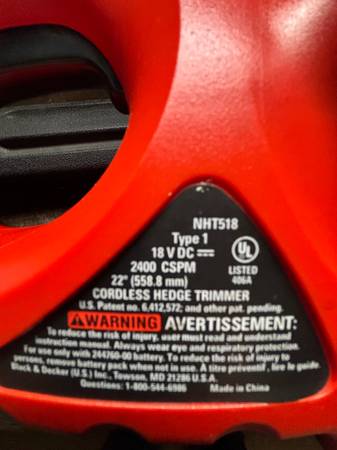 NHT518
Type 1
18 V DC ⎓
2400 CSPM
22" (558.8 mm)
CORDLESS HEDGE TRIMMER
UL
LISTED
406A
U.S. Patent no. 6,412,572; and other pat. pending.
WARNING AVERTISSEMENT:
To reduce the risk of injury, user must read and understand
instruction manual. Always wear eye and respiratory protection.
For use only with 244760-00 battery. To reduce the risk of injury to
persons, remove battery pack when not in use. À titre préventif, lire le guide.
Black & Decker (U.S.) Inc., Towson, MD 21286 U.S.A.
Questions: 1-800-544-6986 Made in China